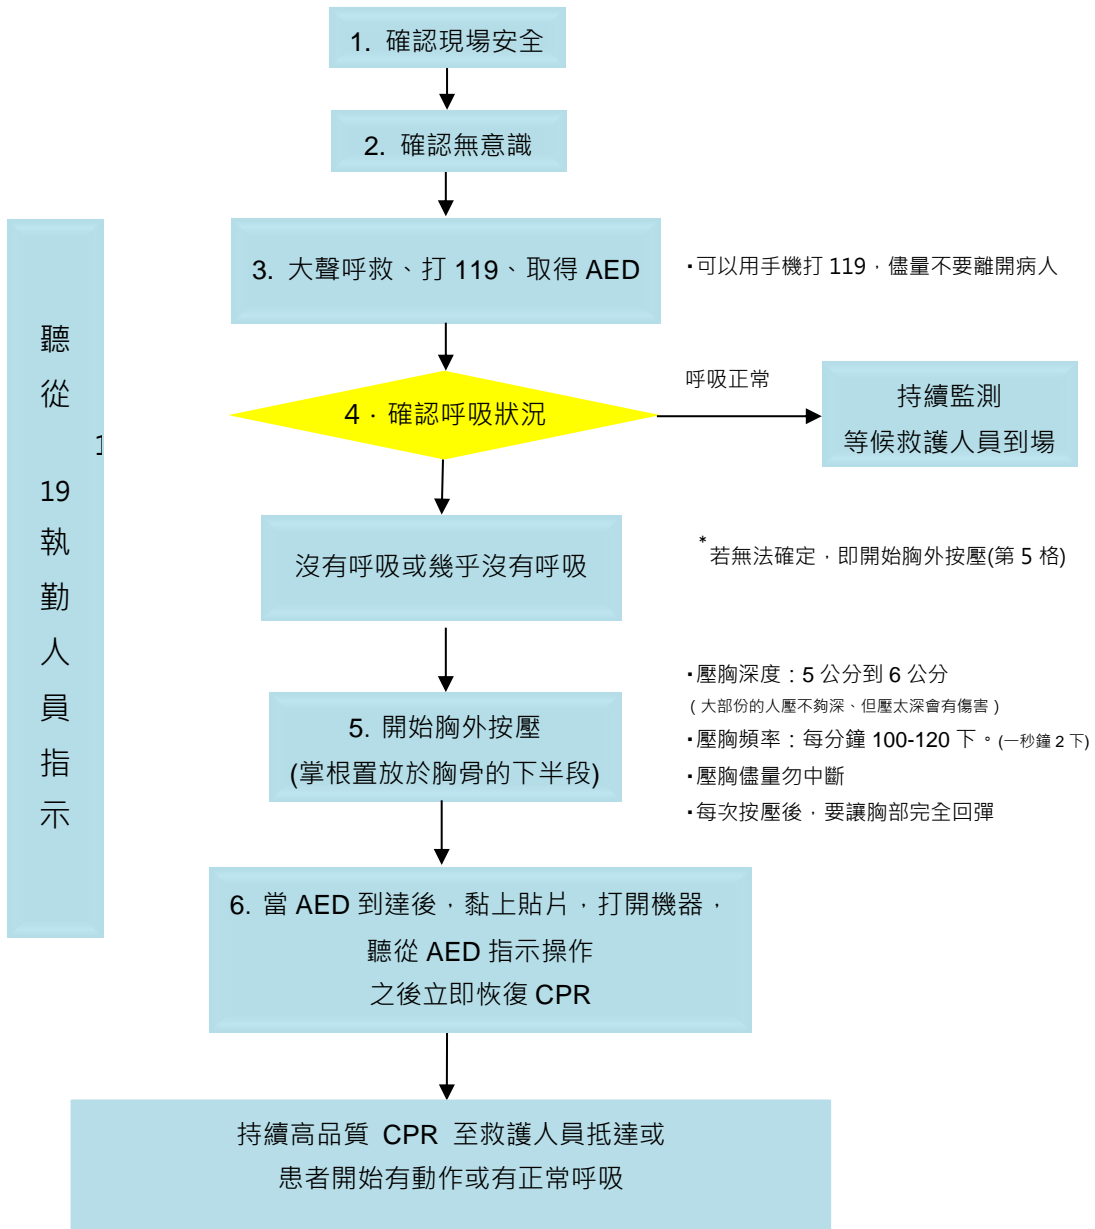 1. 確認現場安全
2. 確認無意識
3. 大聲呼救、打 119、取得 AED
▪可以用手機打 119，儘量不要離開病人
4．確認呼吸狀況
呼吸正常
持續監測
等候救護人員到場
沒有呼吸或幾乎沒有呼吸
*若無法確定，即開始胸外按壓(第 5 格)
5. 開始胸外按壓
(掌根置放於胸骨的下半段)
▪壓胸深度：5 公分到 6 公分
（大部份的人壓不夠深、但壓太深會有傷害）
▪壓胸頻率：每分鐘 100-120 下。(一秒鐘 2 下)
▪壓胸儘量勿中斷
▪每次按壓後，要讓胸部完全回彈
6. 當 AED 到達後，黏上貼片，打開機器，
聽從 AED 指示操作
之後立即恢復 CPR
持續高品質 CPR 至救護人員抵達或
患者開始有動作或有正常呼吸
聽
從
1
19
執
勤
人
員
指
示